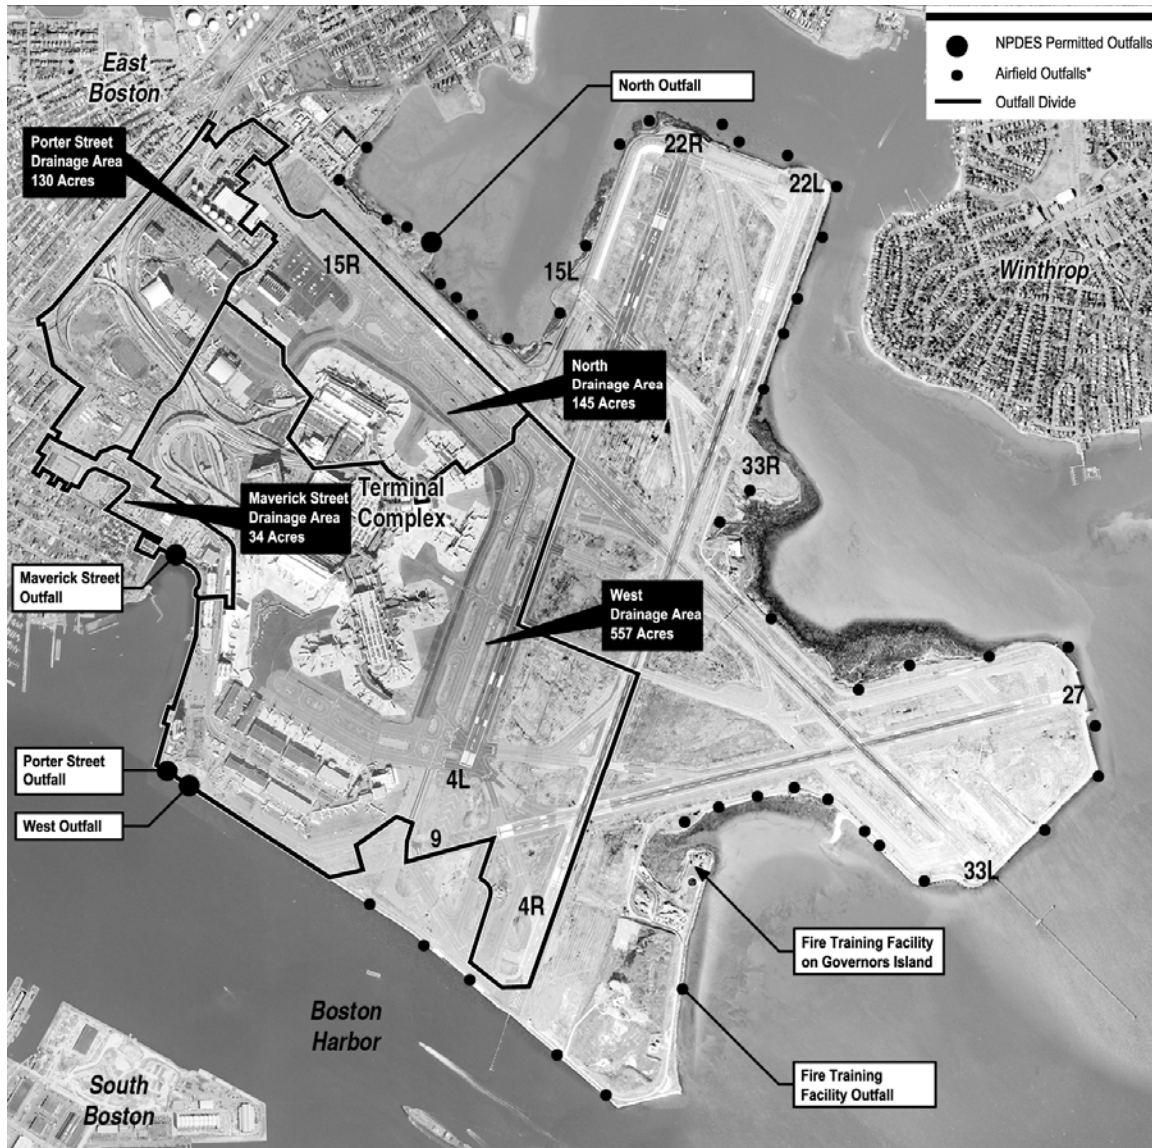 NPDES Permitted Outfalls
Airfield Outfalls*
Outfall Divide
East
Boston
North Outfall
Porter Street
Drainage Area
130 Acres
22R
22L
15R
15L
Winthrop
North
Drainage Area
145 Acres
33R
Terminal
Complex
Maverick Street
Drainage Area
34 Acres
Maverick Street
Outfall
West
Drainage Area
557 Acres
27
Porter Street
Outfall
4L
West Outfall
9
33L
4R
Fire Training Facility
on Governors Island
Boston
Harbor
Fire Training
Facility Outfall
South
Boston